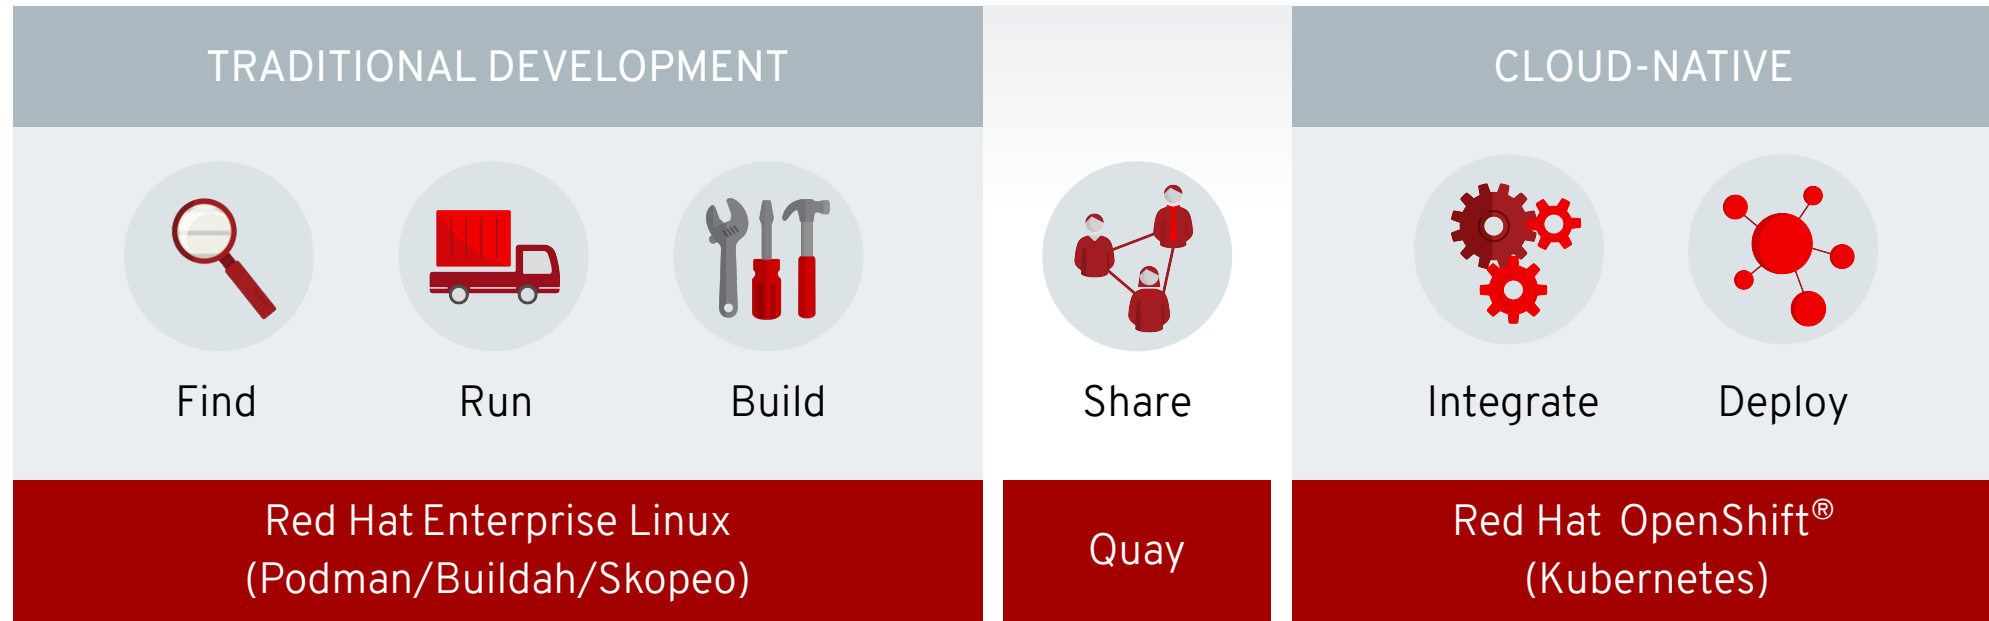 TRADITIONAL DEVELOPMENT
CLOUD-NATIVE
Find
Run
Build
Share
Integrate
Deploy
Red Hat Enterprise Linux
(Podman/Buildah/Skopeo)
Quay
Red Hat OpenShift®
(Kubernetes)